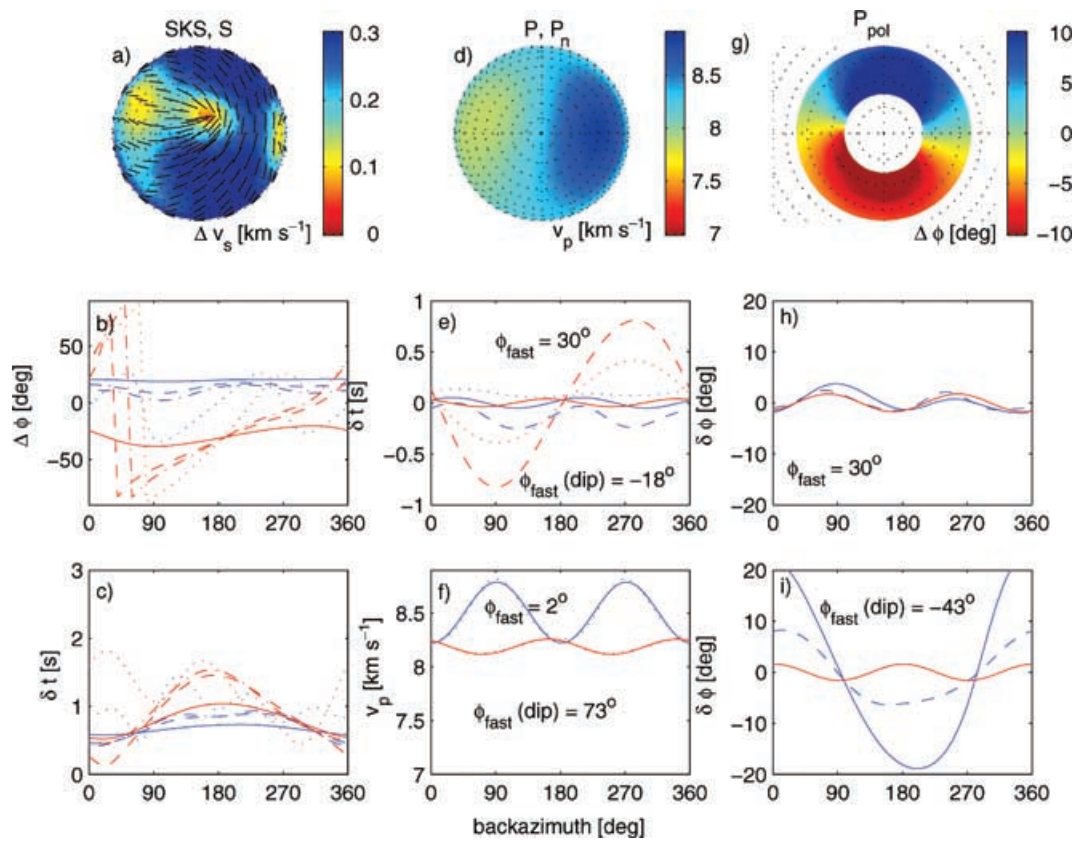 SKS, S
a)
0.3
0.2
0.1
0
Δ v_s [km s⁻¹]
P, P_n
d)
8.5
8
7.5
7
v_p [km s⁻¹]
P_pol
g)
10
5
0
−5
−10
Δ ϕ [deg]
b)
50
0
−50
Δ ϕ [deg]
0 90 180 270 360
e)
1
0.5
0
−0.5
−1
δ t [s]
ϕ_fast = 30°
ϕ_fast (dip) = −18°
0 90 180 270 360
h)
20
10
0
−10
−20
δ ϕ [deg]
ϕ_fast = 30°
0 90 180 270 360
c)
3
2
1
0
δ t [s]
0 90 180 270 360
f)
8.5
8
7.5
7
v_p [km s⁻¹]
ϕ_fast = 2°
ϕ_fast (dip) = 73°
0 90 180 270 360
backazimuth [deg]
i)
20
10
0
−10
−20
δ ϕ [deg]
ϕ_fast (dip) = −43°
0 90 180 270 360